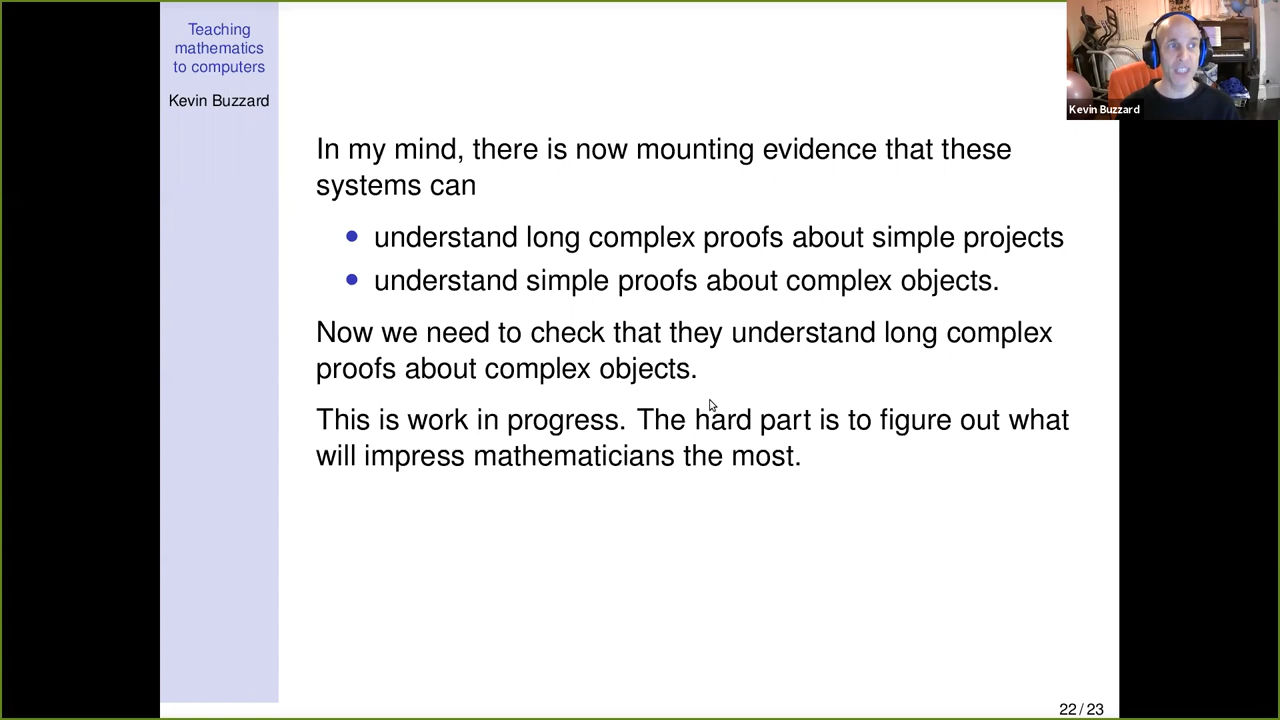 Teaching
mathematics
to computers
Kevin Buzzard
Kevin Buzzard
In my mind, there is now mounting evidence that these
systems can
• understand long complex proofs about simple projects
• understand simple proofs about complex objects.
Now we need to check that they understand long complex
proofs about complex objects.
This is work in progress. The hard part is to figure out what
will impress mathematicians the most.
22 / 23